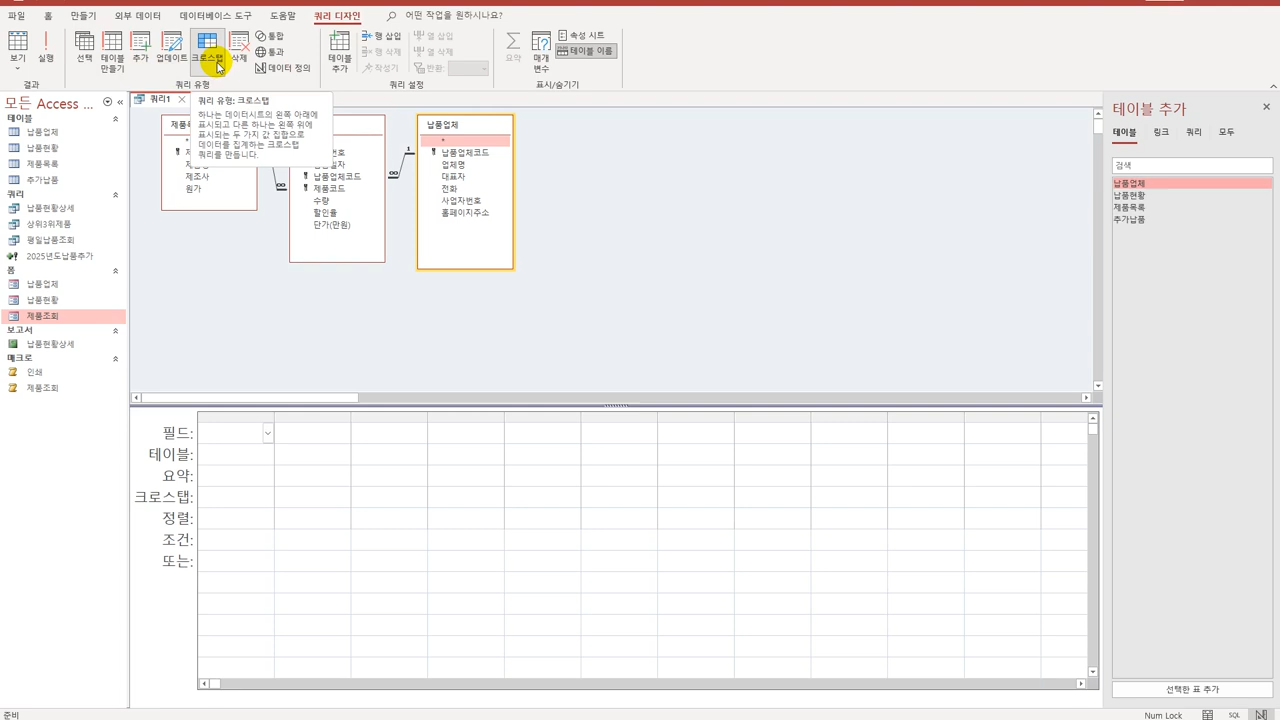 파일 홈 만들기 외부 데이터 데이터베이스 도구 도움말 쿼리 디자인 어떤 작업을 원하시나요?
보기 실행 선택 테이블 만들기 추가 업데이트 크로스탭 삭제
통합
통과
데이터 정의
테이블 추가
행 삽입
행 삭제
작성기
열 삽입
열 삭제
반환:
요약 매개 변수
속성 시트
테이블 이름
결과 쿼리 유형 쿼리 설정 표시/숨기기
모든 Access ...
테이블
납품업체
납품현황
제품목록
추가납품
쿼리
납품현황상세
상위3위제품
평일납품조회
2025년도납품추가
폼
납품업체
납품현황
제품조회
보고서
납품현황상세
매크로
인쇄
제품조회
쿼리1
쿼리 유형: 크로스탭
하나는 데이터시트의 왼쪽 아래에
표시되고 다른 하나는 왼쪽 위에
표시되는 두 가지 값 집합으로
데이터를 집계하는 크로스탭
쿼리를 만듭니다.
*
제조사
원가
납품업체코드
제품코드
수량
할인율
단가(만원)
1
납품업체
*
납품업체코드
업체명
대표자
전화
사업자번호
홈페이지주소
필드:
테이블:
요약:
크로스탭:
정렬:
조건:
또는:
테이블 추가
테이블 링크 쿼리 모두
검색
납품업체
납품현황
제품목록
추가납품
선택한 표 추가
준비
Num Lock
SQL